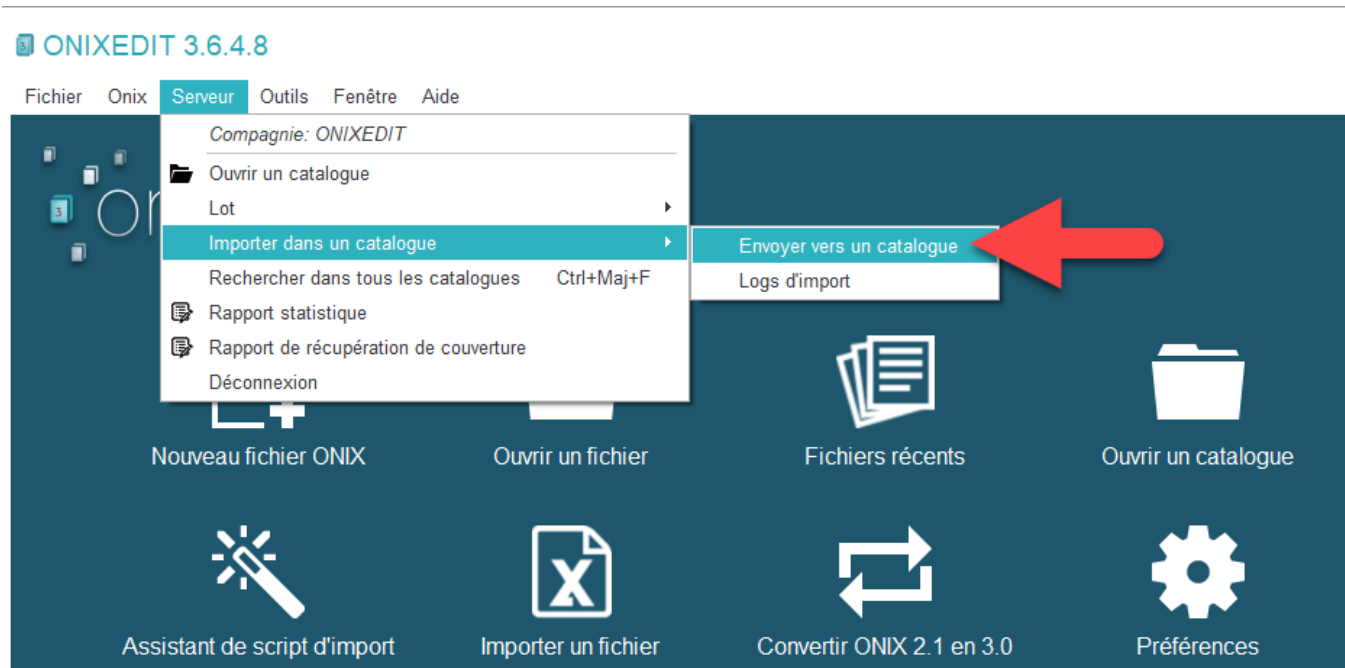 ONIXEDIT 3.6.4.8
Fichier Onix Serveur Outils Fenêtre Aide
Compagnie: ONIXEDIT
Ouvrir un catalogue
Lot
Importer dans un catalogue
Envoyer vers un catalogue
Rechercher dans tous les catalogues Ctrl+Maj+F
Logs d'import
Rapport statistique
Rapport de récupération de couverture
Déconnexion
3
Nouveau fichier ONIX
Ouvrir un fichier
Fichiers récents
Ouvrir un catalogue
Assistant de script d'import
Importer un fichier
Convertir ONIX 2.1 en 3.0
Préférences